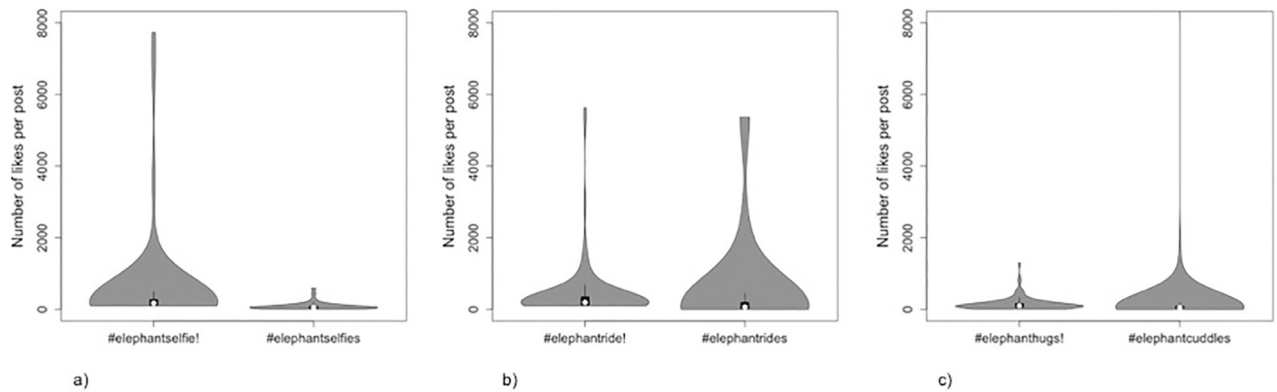 Number of likes per post
8000
6000
4000
2000
0
#elephantselfie!
#elephantselfies
a)
Number of likes per post
8000
6000
4000
2000
0
#elephantride!
#elephantrides
b)
Number of likes per post
8000
6000
4000
2000
0
#elephanthugs!
#elephantcuddles
c)